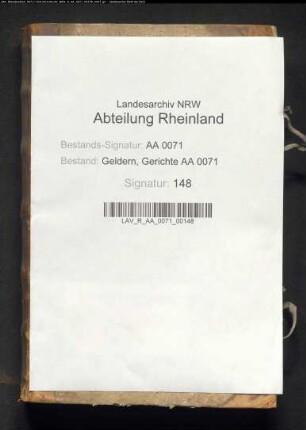 Landesarchiv NRW
Abteilung Rheinland
Bestands-Signatur: AA 0071
Bestand: Geldern, Gerichte AA 0071
Signatur: 148
LAV_R_AA_0071_00148